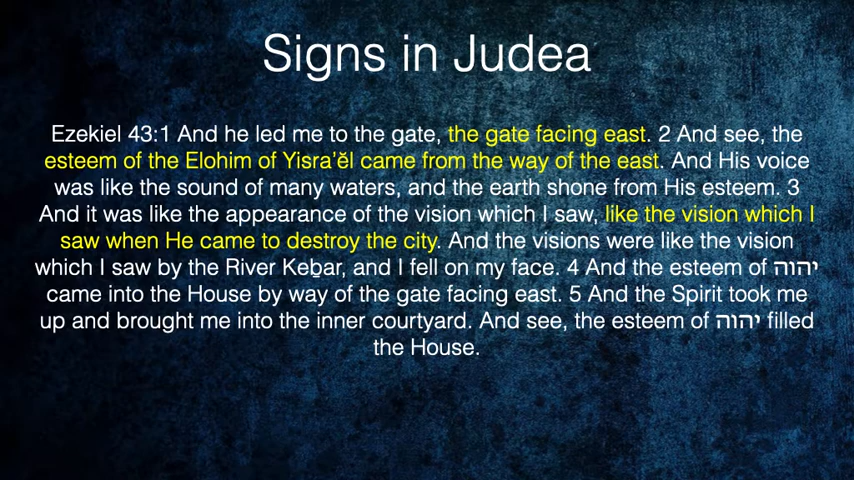 Signs in Judea
Ezekiel 43:1 And he led me to the gate, the gate facing east. 2 And see, the
esteem of the Elohim of Yisra’ĕl came from the way of the east. And His voice
was like the sound of many waters, and the earth shone from His esteem. 3
And it was like the appearance of the vision which I saw, like the vision which I
saw when He came to destroy the city. And the visions were like the vision
which I saw by the River Keḇar, and I fell on my face. 4 And the esteem of יהוה
came into the House by way of the gate facing east. 5 And the Spirit took me
up and brought me into the inner courtyard. And see, the esteem of יהוה filled
the House.